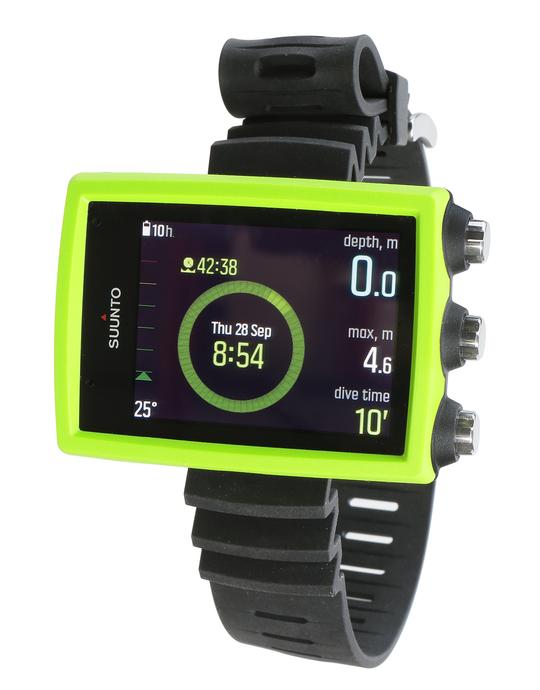 SUUNTO
10h
42:38
Thu 28 Sep
8:54
25°
depth, m
0.0
max, m
4.6
dive time
10'